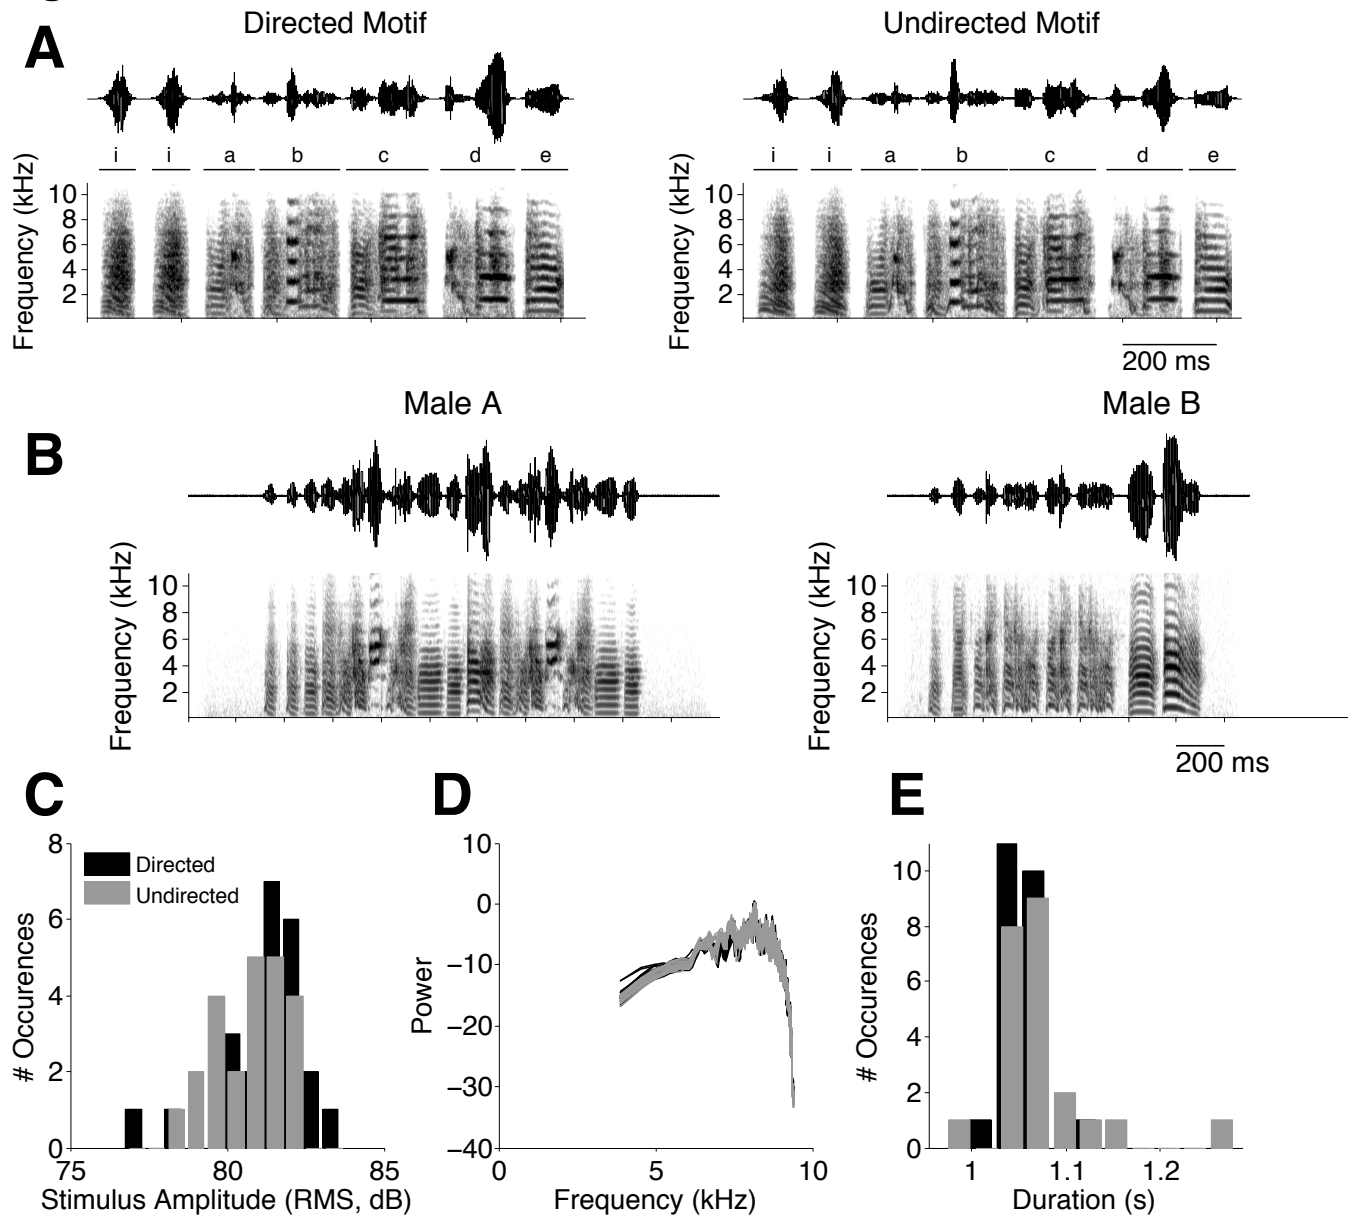 A
Directed Motif
Undirected Motif
i i a b c d e
i i a b c d e
Frequency (kHz)
10
8
6
4
2
Frequency (kHz)
10
8
6
4
2
200 ms
B
Male A
Male B
Frequency (kHz)
10
8
6
4
2
Frequency (kHz)
10
8
6
4
2
200 ms
C
# Occurences
8
6
4
2
0
Directed
Undirected
75 80 85
Stimulus Amplitude (RMS, dB)
D
Power
10
0
−10
−20
−30
−40
0 5 10
Frequency (kHz)
E
# Occurences
10
8
6
4
2
0
1 1.1 1.2
Duration (s)